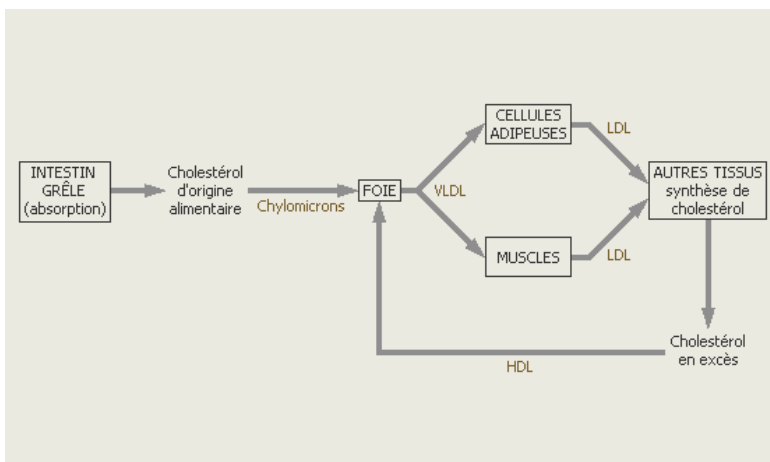 INTESTIN
GRÊLE
(absorption)
Cholestérol
d'origine
alimentaire
Chylomicrons
FOIE
VLDL
CELLULES
ADIPEUSES
LDL
MUSCLES
LDL
AUTRES TISSUS
synthèse de
cholestérol
Cholestérol
en excès
HDL